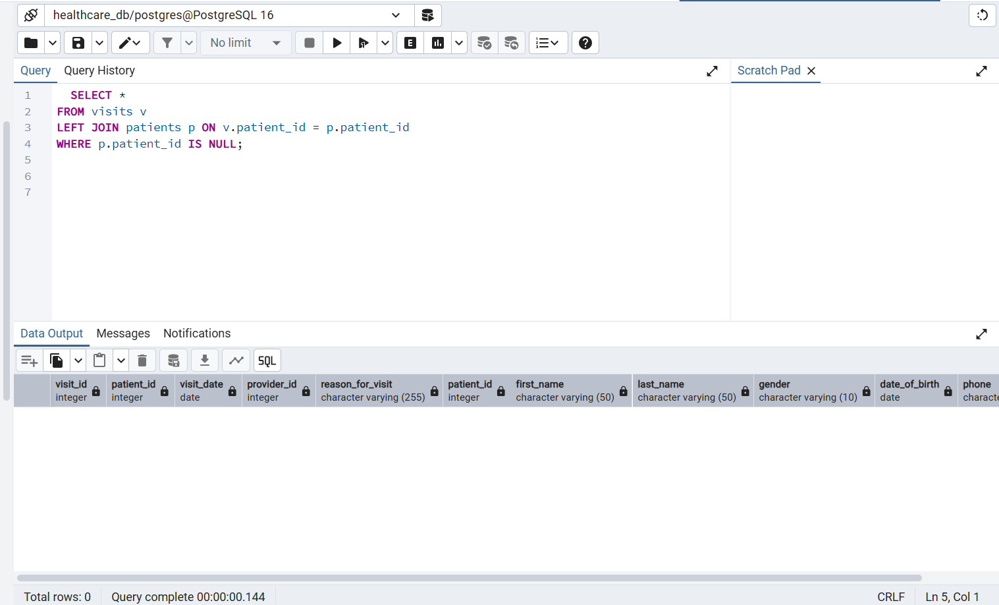 healthcare_db/postgres@PostgreSQL 16
No limit
E
Query
Query History
Scratch Pad
1 SELECT *
2 FROM visits v
3 LEFT JOIN patients p ON v.patient_id = p.patient_id
4 WHERE p.patient_id IS NULL;
5
6
7
Data Output
Messages
Notifications
SQL
visit_id
integer
patient_id
integer
visit_date
date
provider_id
integer
reason_for_visit
character varying (255)
patient_id
integer
first_name
character varying (50)
last_name
character varying (50)
gender
character varying (10)
date_of_birth
date
phone
characte
Total rows: 0
Query complete 00:00:00.144
CRLF
Ln 5, Col 1